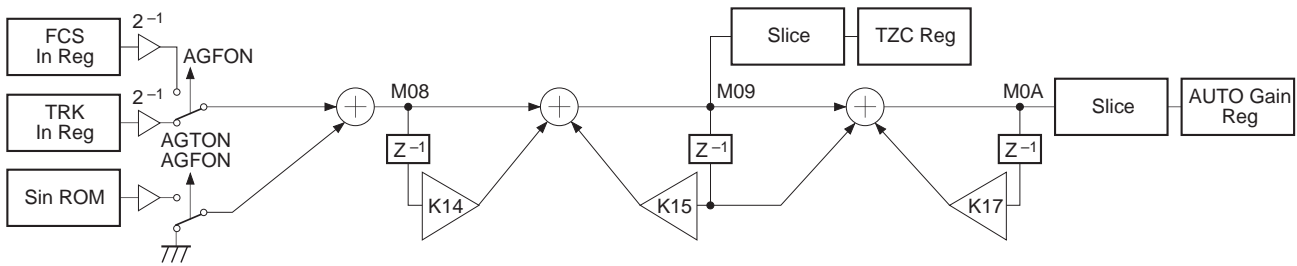 FCS
In Reg
2⁻¹
AGFON
TRK
In Reg
2⁻¹
AGTON
AGFON
Sin ROM
M08
Z⁻¹
K14
Slice
TZC Reg
M09
Z⁻¹
K15
M0A
Z⁻¹
K17
Slice
AUTO Gain
Reg